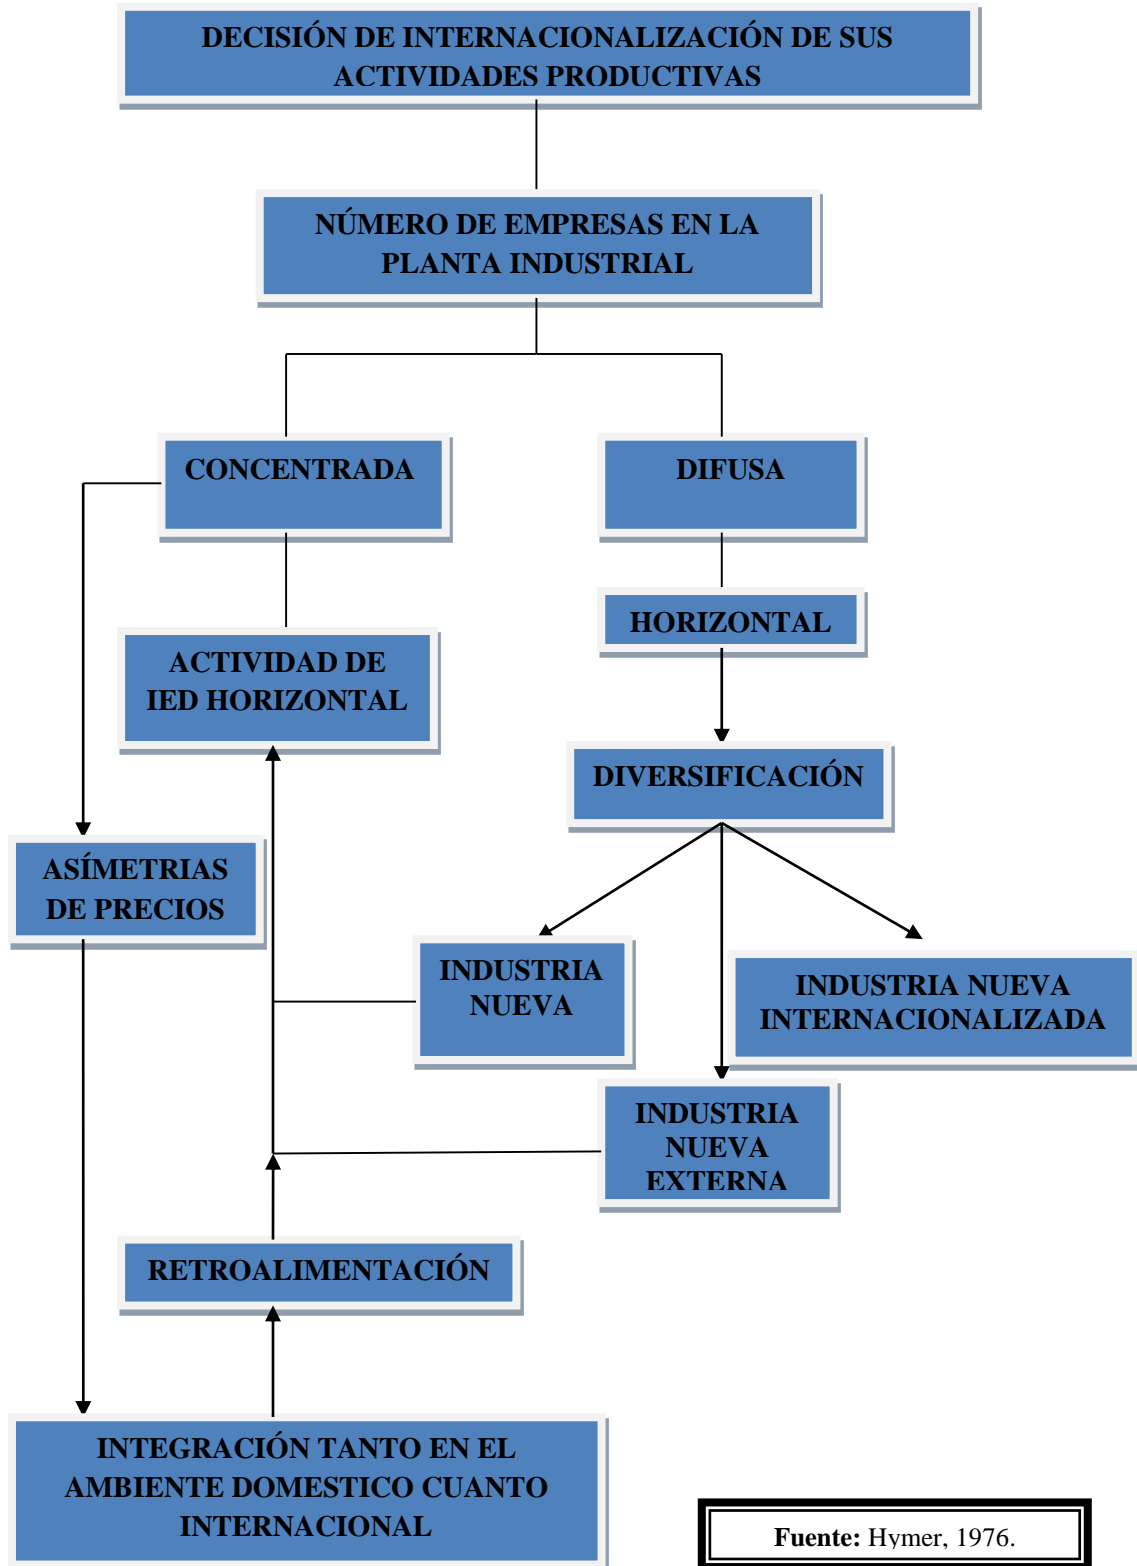 DECISIÓN DE INTERNACIONALIZACIÓN DE SUS
ACTIVIDADES PRODUCTIVAS
NÚMERO DE EMPRESAS EN LA
PLANTA INDUSTRIAL
CONCENTRADA
DIFUSA
HORIZONTAL
ACTIVIDAD DE
IED HORIZONTAL
DIVERSIFICACIÓN
ASÍMETRIAS
DE PRECIOS
INDUSTRIA
NUEVA
INDUSTRIA NUEVA
INTERNACIONALIZADA
INDUSTRIA
NUEVA
EXTERNA
RETROALIMENTACIÓN
INTEGRACIÓN TANTO EN EL
AMBIENTE DOMESTICO CUANTO
INTERNACIONAL
Fuente: Hymer, 1976.